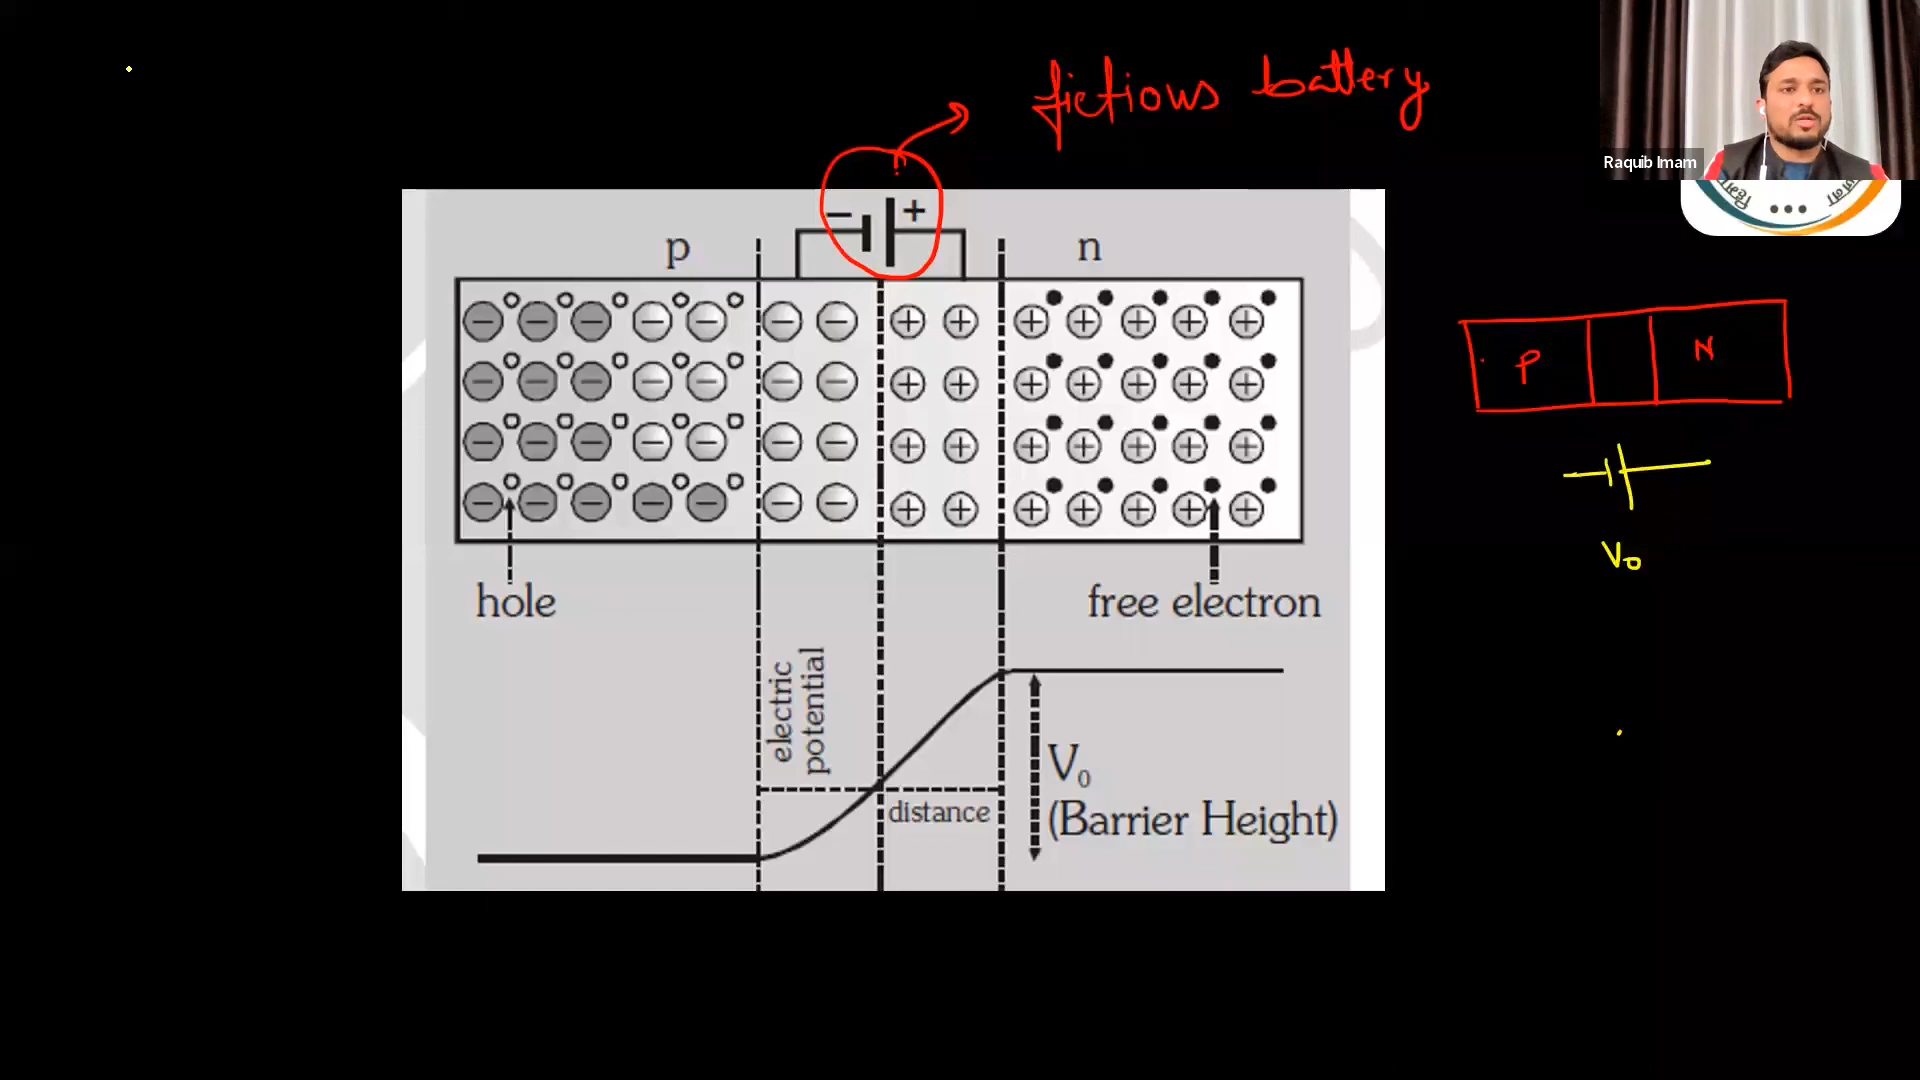 fictious battery
Raquib Imam
− +
p n
P N
V₀
hole
free electron
electric
potential
distance
V₀
(Barrier Height)